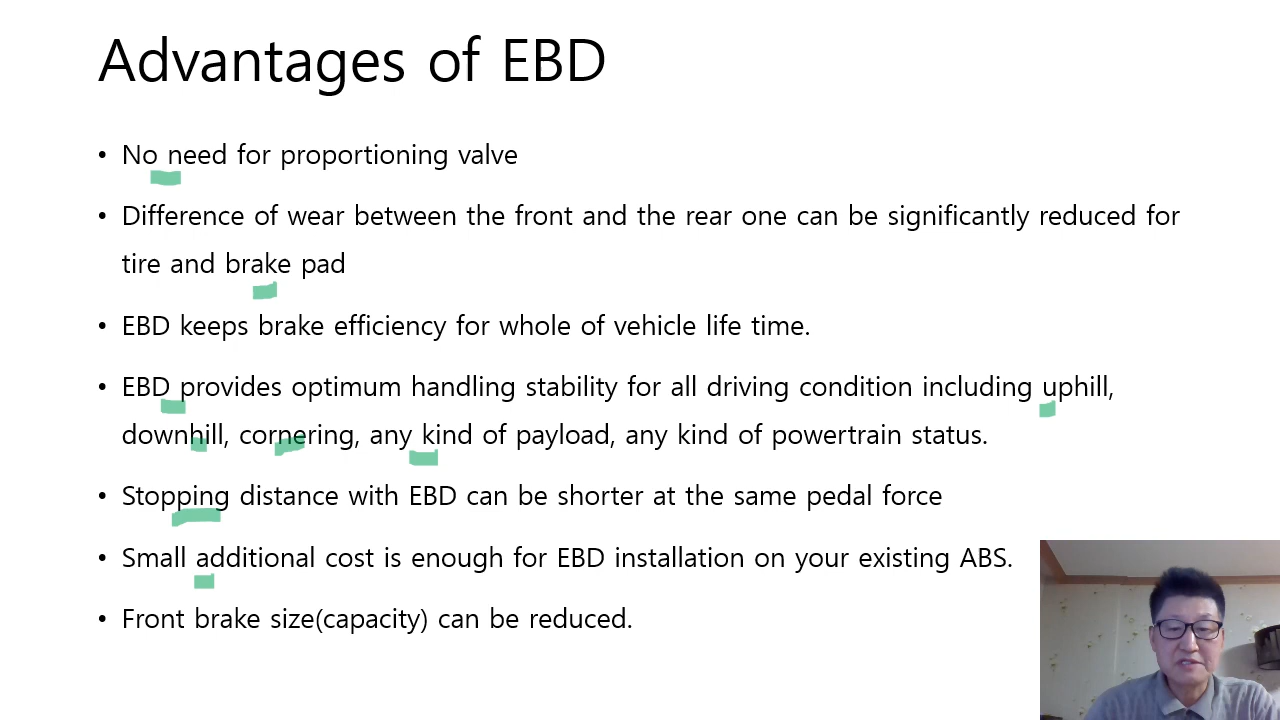 Advantages of EBD
• No need for proportioning valve
• Difference of wear between the front and the rear one can be significantly reduced for
tire and brake pad
• EBD keeps brake efficiency for whole of vehicle life time.
• EBD provides optimum handling stability for all driving condition including uphill,
downhill, cornering, any kind of payload, any kind of powertrain status.
• Stopping distance with EBD can be shorter at the same pedal force
• Small additional cost is enough for EBD installation on your existing ABS.
• Front brake size(capacity) can be reduced.